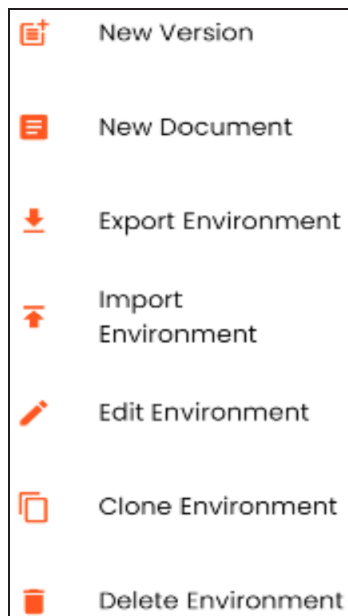 New Version
New Document
Export Environment
Import
Environment
Edit Environment
Clone Environment
Delete Environment